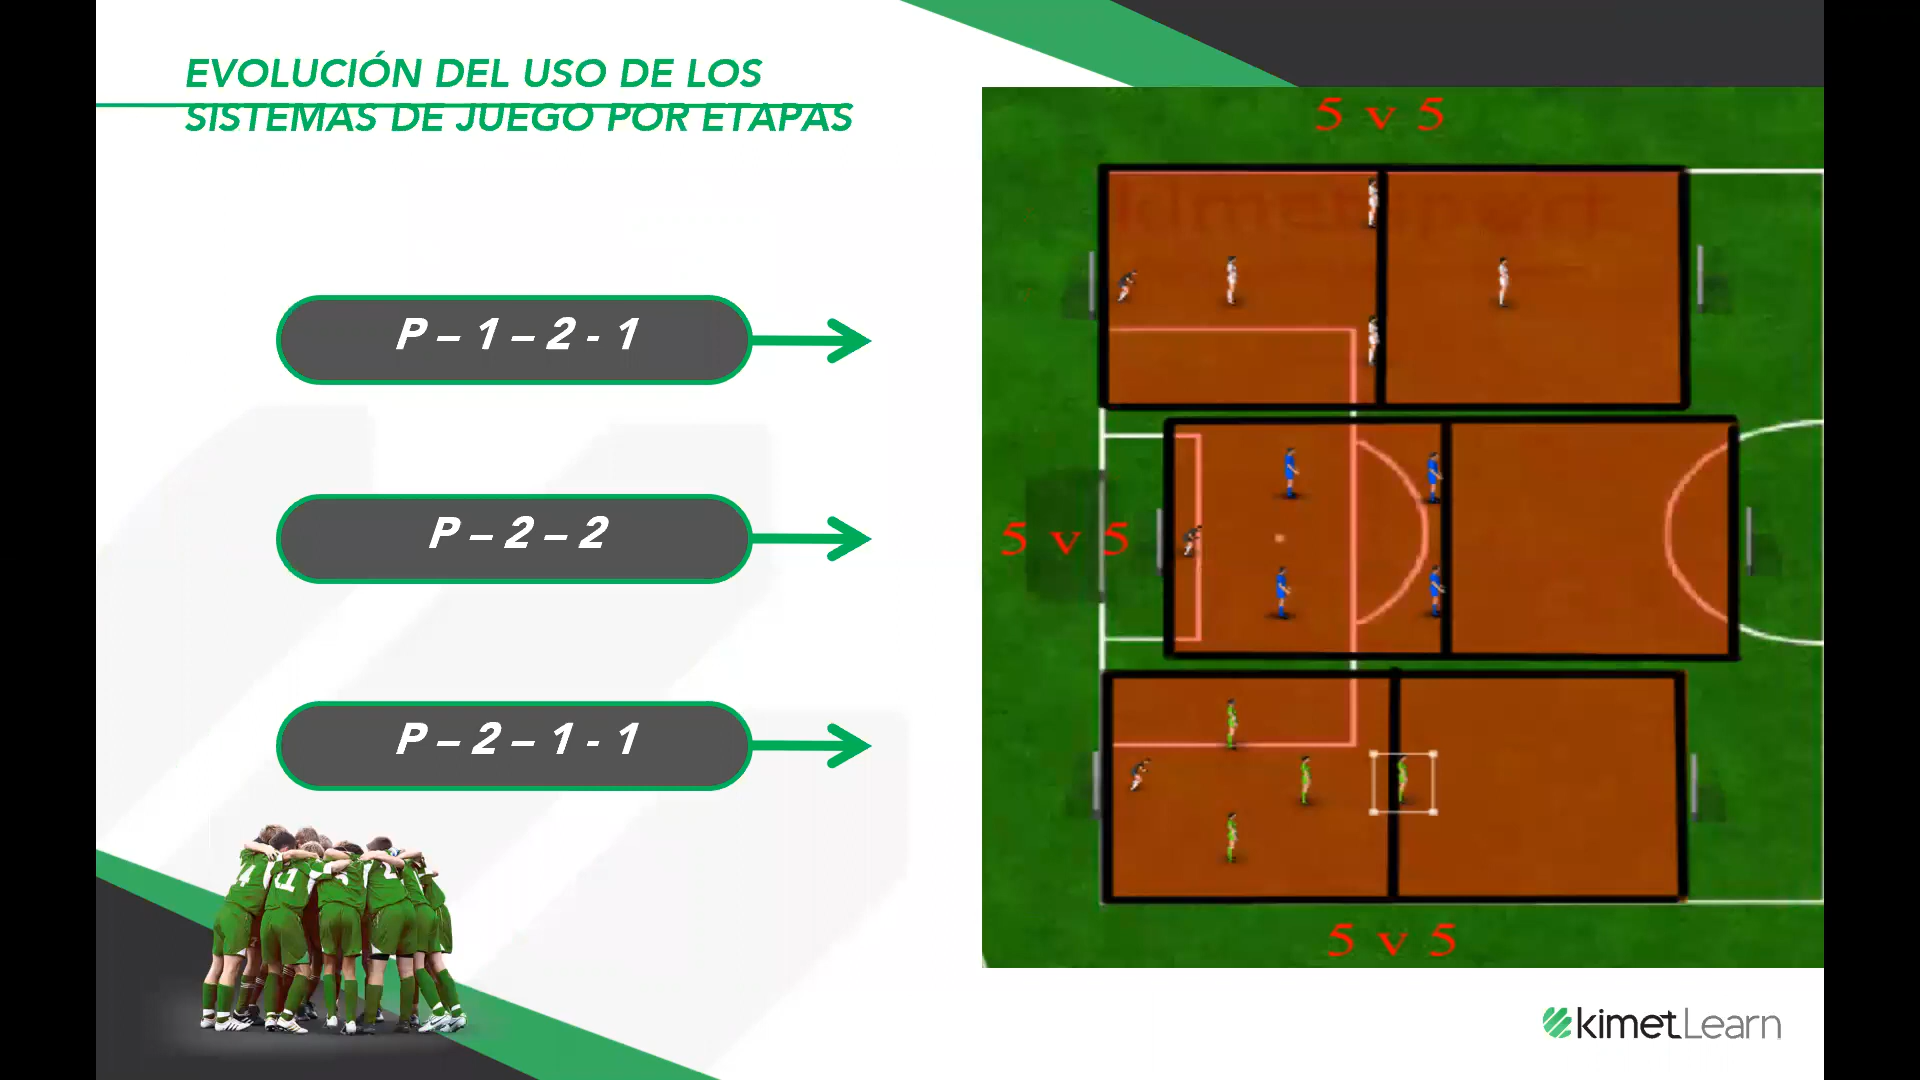 EVOLUCIÓN DEL USO DE LOS
SISTEMAS DE JUEGO POR ETAPAS
P – 1 – 2 - 1
P – 2 – 2
P – 2 – 1 - 1
5 v 5
kimetsport
5 v 5
5 v 5
kimetLearn